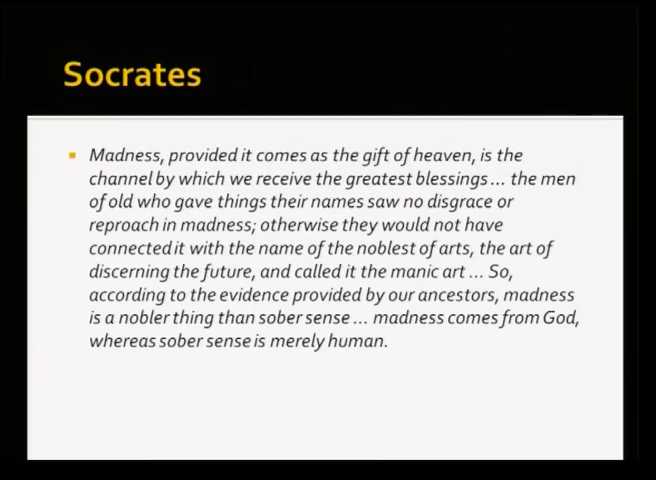 Socrates
Madness, provided it comes as the gift of heaven, is the
channel by which we receive the greatest blessings ... the men
of old who gave things their names saw no disgrace or
reproach in madness; otherwise they would not have
connected it with the name of the noblest of arts, the art of
discerning the future, and called it the manic art ... So,
according to the evidence provided by our ancestors, madness
is a nobler thing than sober sense ... madness comes from God,
whereas sober sense is merely human.